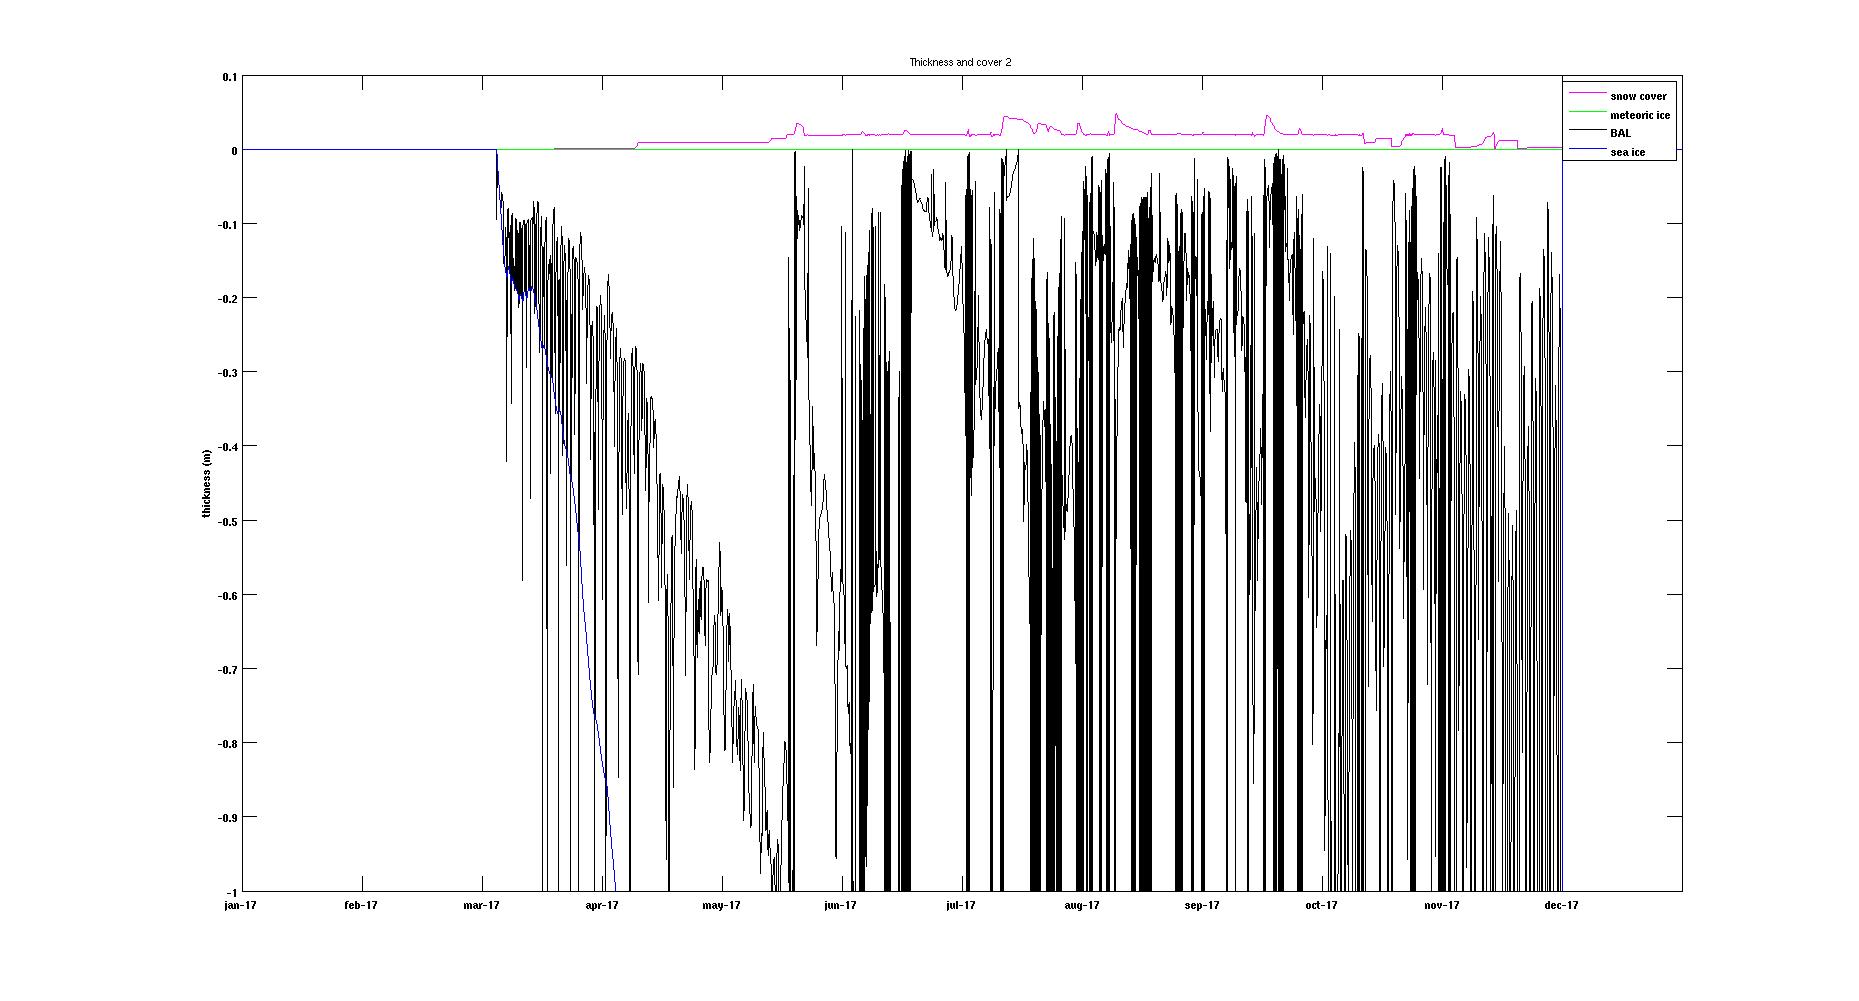 Thickness and cover 2
0.1
0
-0.1
-0.2
-0.3
-0.4
-0.5
-0.6
-0.7
-0.8
-0.9
-1
thickness (m)
snow cover
meteoric ice
BAL
sea ice
jan-17 feb-17 mar-17 apr-17 may-17 jun-17 jul-17 aug-17 sep-17 oct-17 nov-17 dec-17